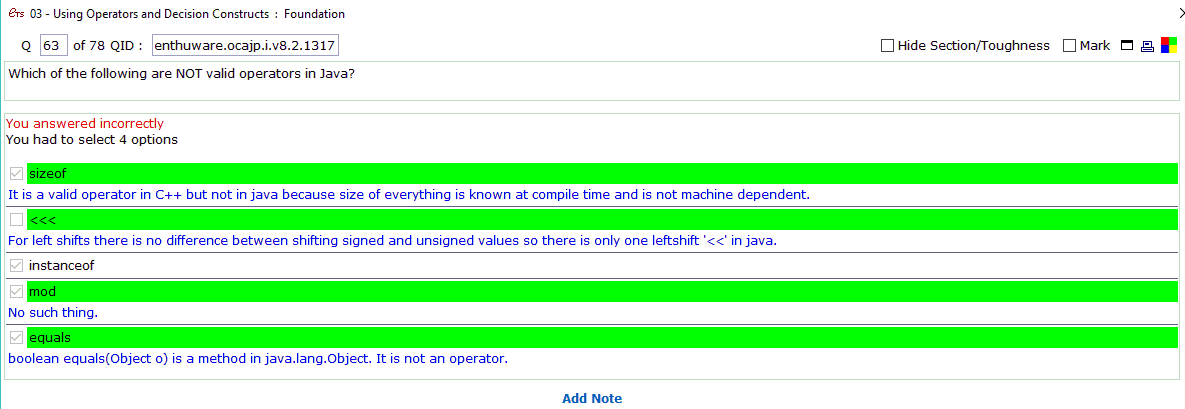 Ets 03 - Using Operators and Decision Constructs : Foundation
Q 63 of 78 QID : enthuware.ocajp.i.v8.2.1317 Hide Section/Toughness Mark
Which of the following are NOT valid operators in Java?
You answered incorrectly
You had to select 4 options
sizeof
It is a valid operator in C++ but not in java because size of everything is known at compile time and is not machine dependent.
<<<
For left shifts there is no difference between shifting signed and unsigned values so there is only one leftshift '<<' in java.
instanceof
mod
No such thing.
equals
boolean equals(Object o) is a method in java.lang.Object. It is not an operator.
Add Note